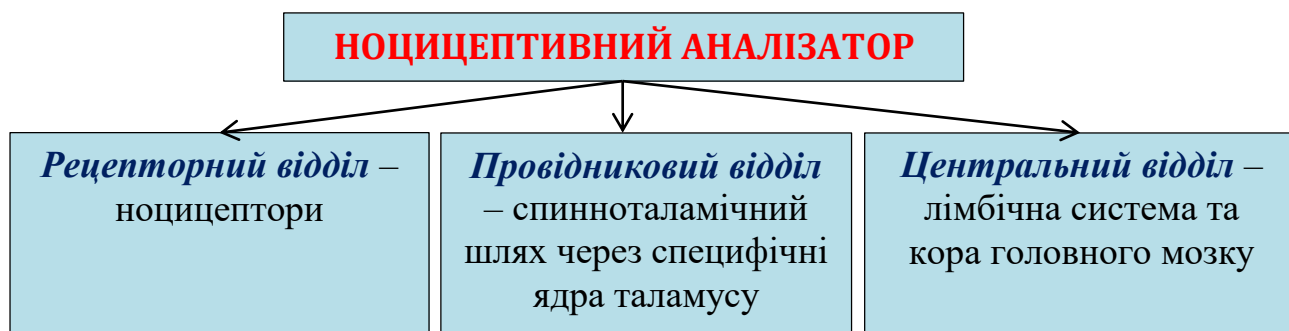 НОЦИЦЕПТИВНИЙ АНАЛІЗАТОР
Рецепторний відділ –
ноцицептори
Провідниковий відділ
– спинноталамічний
шлях через специфічні
ядра таламусу
Центральний відділ –
лімбічна система та
кора головного мозку